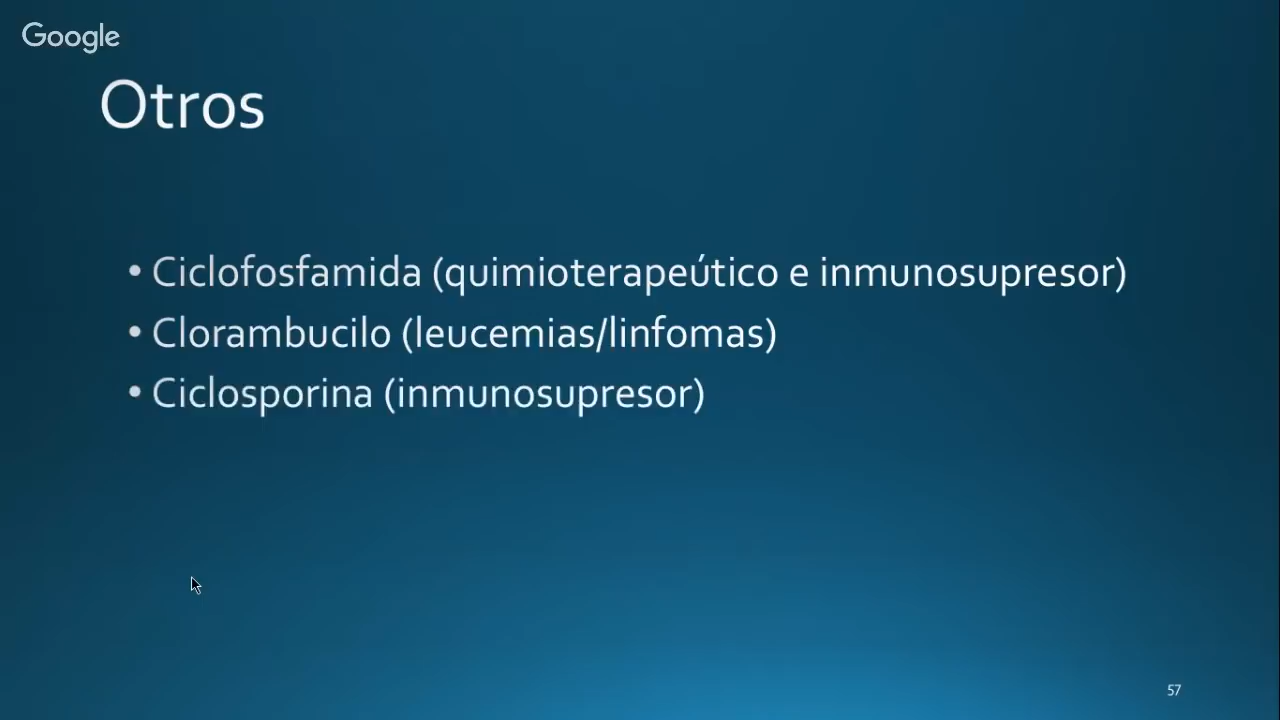 Google
Otros
• Ciclofosfamida (quimioterapeútico e inmunosupresor)
• Clorambucilo (leucemias/linfomas)
• Ciclosporina (inmunosupresor)
57